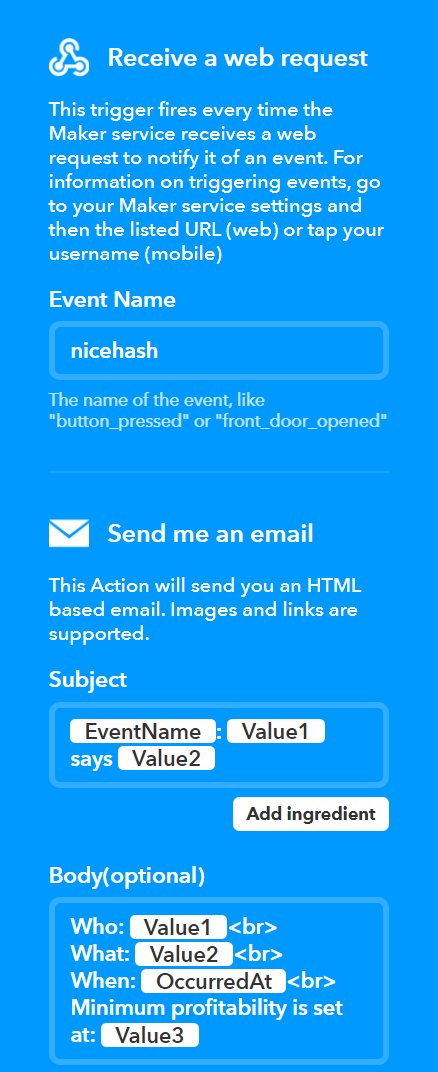 Receive a web request
This trigger fires every time the
Maker service receives a web
request to notify it of an event. For
information on triggering events, go
to your Maker service settings and
then the listed URL (web) or tap your
username (mobile)
Event Name
nicehash
The name of the event, like
"button_pressed" or "front_door_opened"
Send me an email
This Action will send you an HTML
based email. Images and links are
supported.
Subject
EventName: Value1
says Value2
Add ingredient
Body(optional)
Who: Value1<br>
What: Value2<br>
When: OccurredAt<br>
Minimum profitability is set
at: Value3